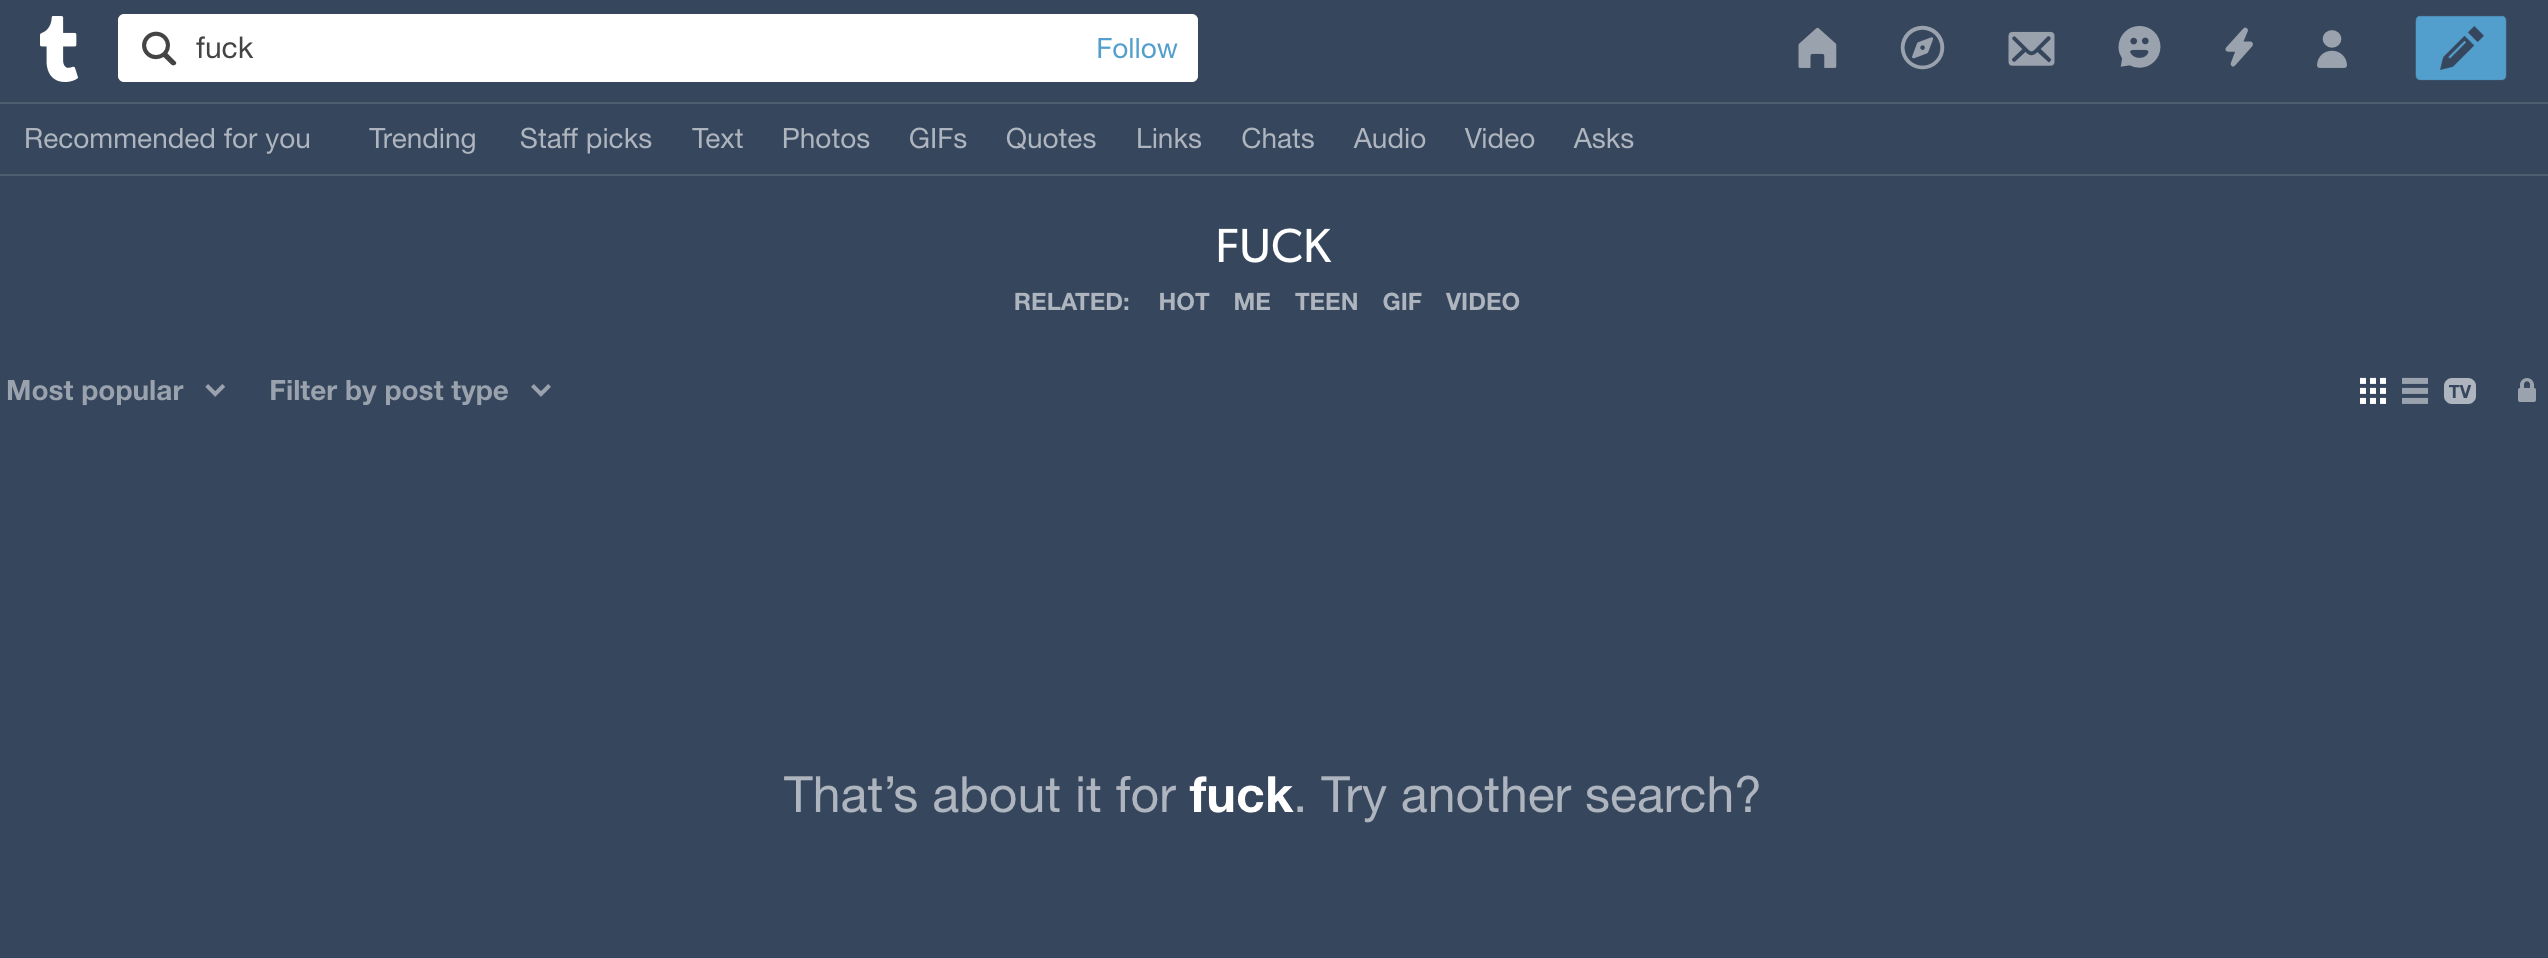 t fuck Follow
Recommended for you Trending Staff picks Text Photos GIFs Quotes Links Chats Audio Video Asks
FUCK
RELATED: HOT ME TEEN GIF VIDEO
Most popular Filter by post type TV
That’s about it for fuck. Try another search?